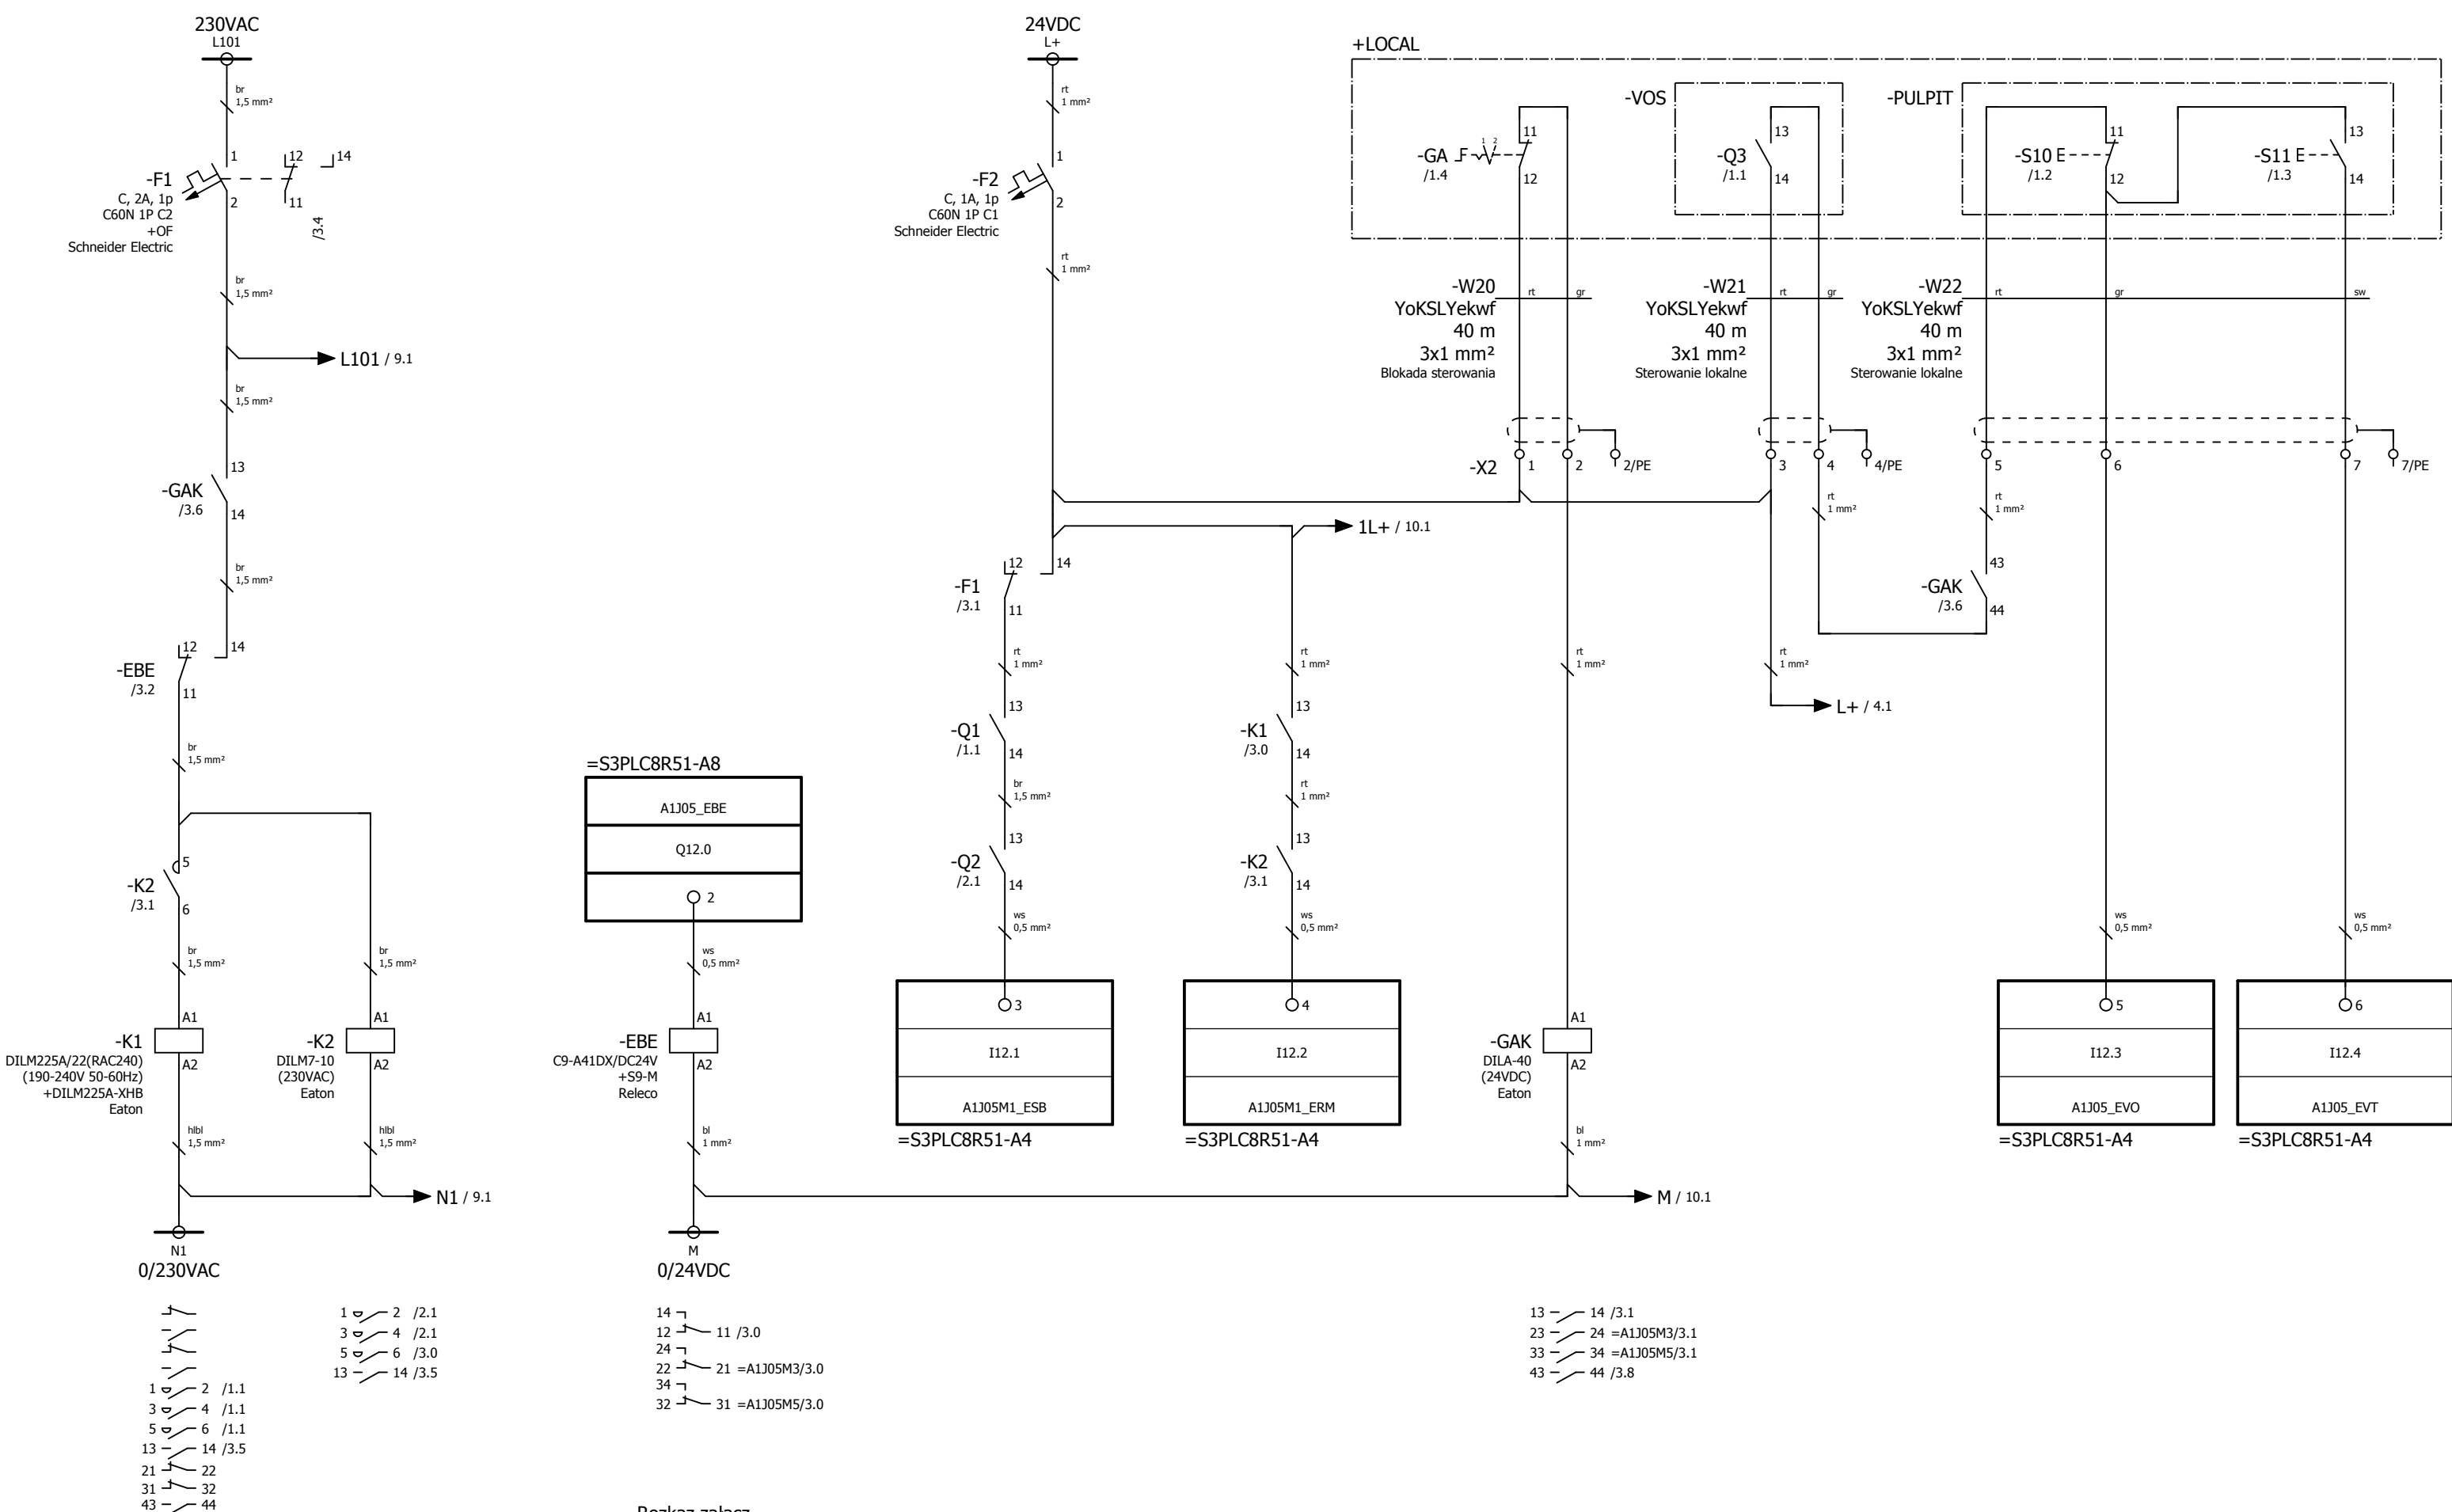 230VAC
L101
br
1,5 mm²
1
2
-F1
C, 2A, 1p
C60N 1P C2
+OF
Schneider Electric
12
14
11
/3.4
br
1,5 mm²
L101 / 9.1
br
1,5 mm²
13
-GAK
/3.6
14
br
1,5 mm²
12
14
-EBE
/3.2
11
br
1,5 mm²
5
-K2
/3.1
6
br
1,5 mm²
br
1,5 mm²
A1
-K1
DILM225A/22(RAC240)
(190-240V 50-60Hz)
+DILM225A-XHB
Eaton
A2
A1
-K2
DILM7-10
(230VAC)
Eaton
A2
hlbl
1,5 mm²
hlbl
1,5 mm²
N1 / 9.1
N1
0/230VAC
1 2 /1.1
3 4 /1.1
5 6 /1.1
13 14 /3.5
21 22
31 32
43 44
1 2 /2.1
3 4 /2.1
5 6 /3.0
13 14 /3.5
=S3PLC8R51-A8
A1J05_EBE
Q12.0
2
ws
0,5 mm²
A1
-EBE
C9-A41DX/DC24V
+S9-M
Releco
A2
bl
1 mm²
M
0/24VDC
14
12 11 /3.0
24
22 21 =A1J05M3/3.0
34
32 31 =A1J05M5/3.0
Rozkaz załącz
24VDC
L+
rt
1 mm²
1
-F2
C, 1A, 1p
C60N 1P C1
Schneider Electric
2
rt
1 mm²
1L+ / 10.1
12
14
-F1
/3.1
11
rt
1 mm²
13
-Q1
/1.1
14
br
1,5 mm²
13
-Q2
/2.1
14
ws
0,5 mm²
3
I12.1
A1J05M1_ESB
=S3PLC8R51-A4
rt
1 mm²
13
-K1
/3.0
14
rt
1 mm²
13
-K2
/3.1
14
ws
0,5 mm²
4
I12.2
A1J05M1_ERM
=S3PLC8R51-A4
+LOCAL
-GA
/1.4
1 2
11
12
-VOS
-Q3
/1.1
13
14
-PULPIT
-S10
/1.2
11
12
-S11
/1.3
13
14
-W20
YoKSLYekwf
40 m
3x1 mm²
Blokada sterowania
rt
gr
-W21
YoKSLYekwf
40 m
3x1 mm²
Sterowanie lokalne
rt
gr
-W22
YoKSLYekwf
40 m
3x1 mm²
Sterowanie lokalne
rt
gr
sw
-X2
1
2
2/PE
3
4
4/PE
5
6
7
7/PE
rt
1 mm²
rt
1 mm²
43
-GAK
/3.6
44
rt
1 mm²
rt
1 mm²
L+ / 4.1
A1
-GAK
DILA-40
(24VDC)
Eaton
A2
bl
1 mm²
M / 10.1
13 14 /3.1
23 24 =A1J05M3/3.1
33 34 =A1J05M5/3.1
43 44 /3.8
ws
0,5 mm²
5
I12.3
A1J05_EVO
=S3PLC8R51-A4
ws
0,5 mm²
6
I12.4
A1J05_EVT
=S3PLC8R51-A4